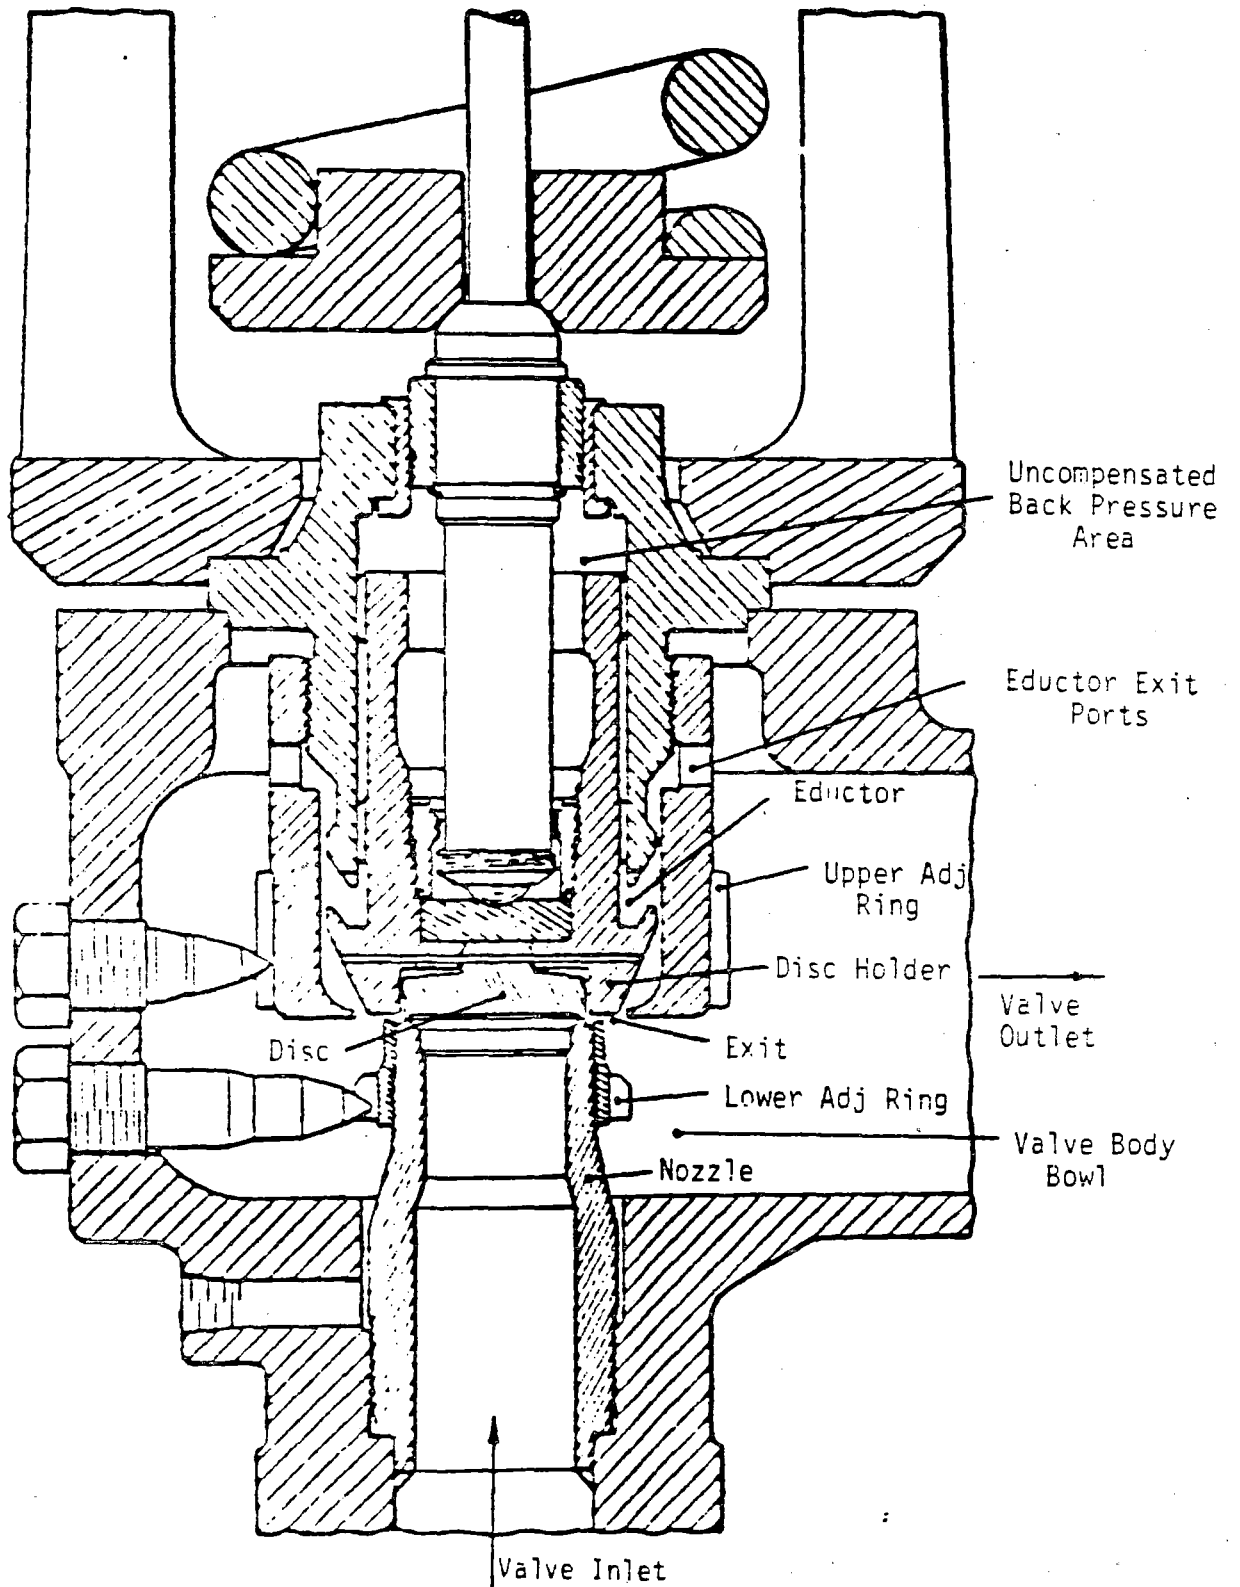 Uncompensated
Back Pressure
Area
Eductor Exit
Ports
Eductor
Upper Adj
Ring
Disc Holder
Valve
Outlet
Disc
Exit
Lower Adj Ring
Valve Body
Bowl
Nozzle
Valve Inlet